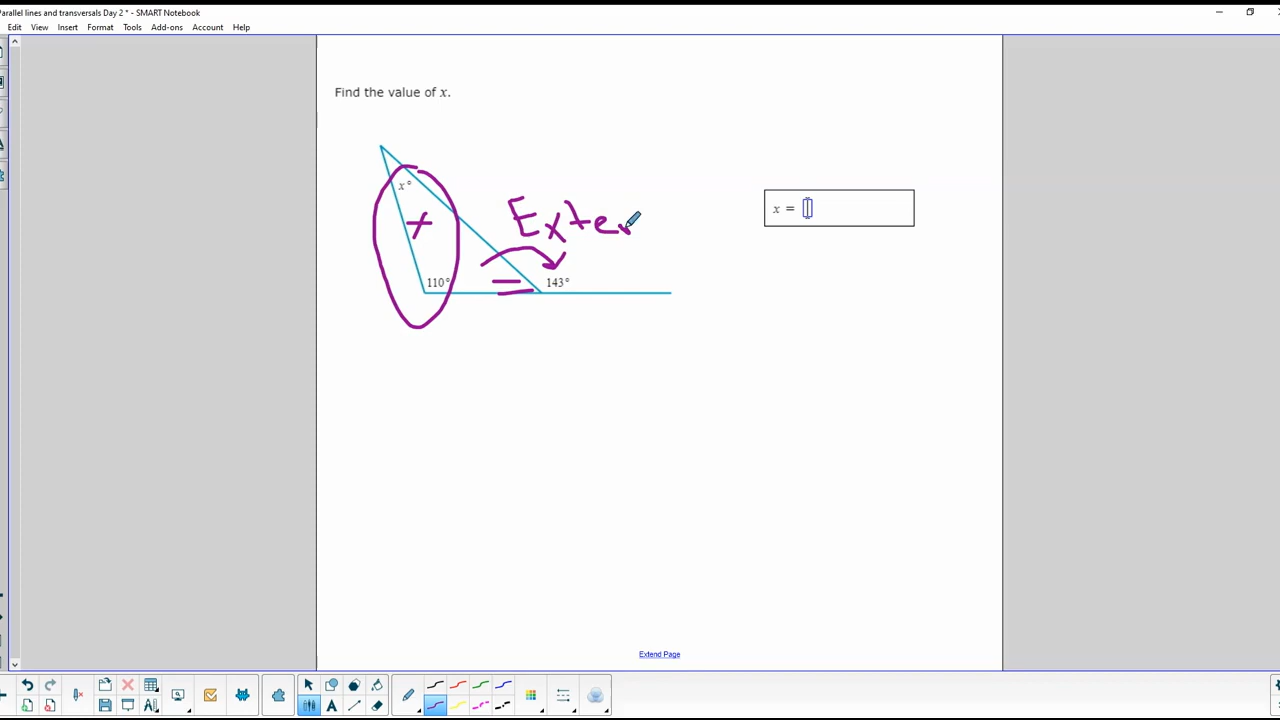 Parallel lines and transversals Day 2 * - SMART Notebook
Edit View Insert Format Tools Add-ons Account Help
Find the value of x.
x°
+
Exter
x =
110°
=
143°
Extend Page